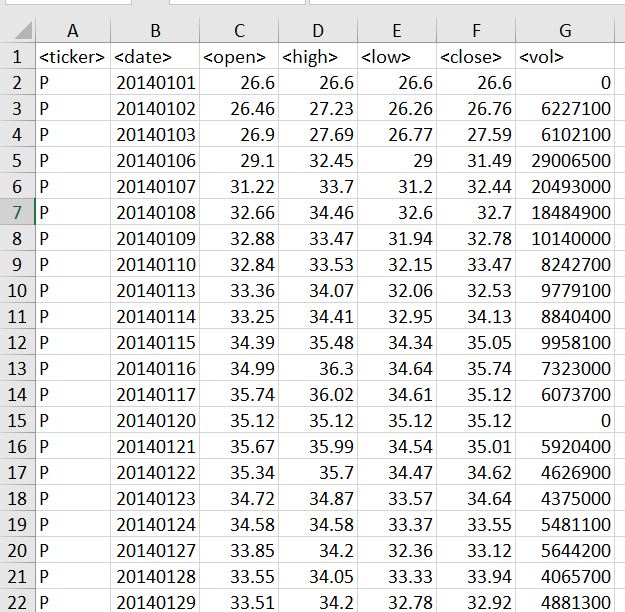 A B C D E F G
1 <ticker> <date> <open> <high> <low> <close> <vol>
2 P 20140101 26.6 26.6 26.6 26.6 0
3 P 20140102 26.46 27.23 26.26 26.76 6227100
4 P 20140103 26.9 27.69 26.77 27.59 6102100
5 P 20140106 29.1 32.45 29 31.49 29006500
6 P 20140107 31.22 33.7 31.2 32.44 20493000
7 P 20140108 32.66 34.46 32.6 32.7 18484900
8 P 20140109 32.88 33.47 31.94 32.78 10140000
9 P 20140110 32.84 33.53 32.15 33.47 8242700
10 P 20140113 33.36 34.07 32.06 32.53 9779100
11 P 20140114 33.25 34.41 32.95 34.13 8840400
12 P 20140115 34.39 35.48 34.34 35.05 9958100
13 P 20140116 34.99 36.3 34.64 35.74 7323000
14 P 20140117 35.74 36.02 34.61 35.12 6073700
15 P 20140120 35.12 35.12 35.12 35.12 0
16 P 20140121 35.67 35.99 34.54 35.01 5920400
17 P 20140122 35.34 35.7 34.47 34.62 4626900
18 P 20140123 34.72 34.87 33.57 34.64 4375000
19 P 20140124 34.58 34.58 33.37 33.55 5481100
20 P 20140127 33.85 34.2 32.36 33.12 5644200
21 P 20140128 33.55 34.05 33.33 33.94 4065700
22 P 20140129 33.51 34.2 32.78 32.92 4881300